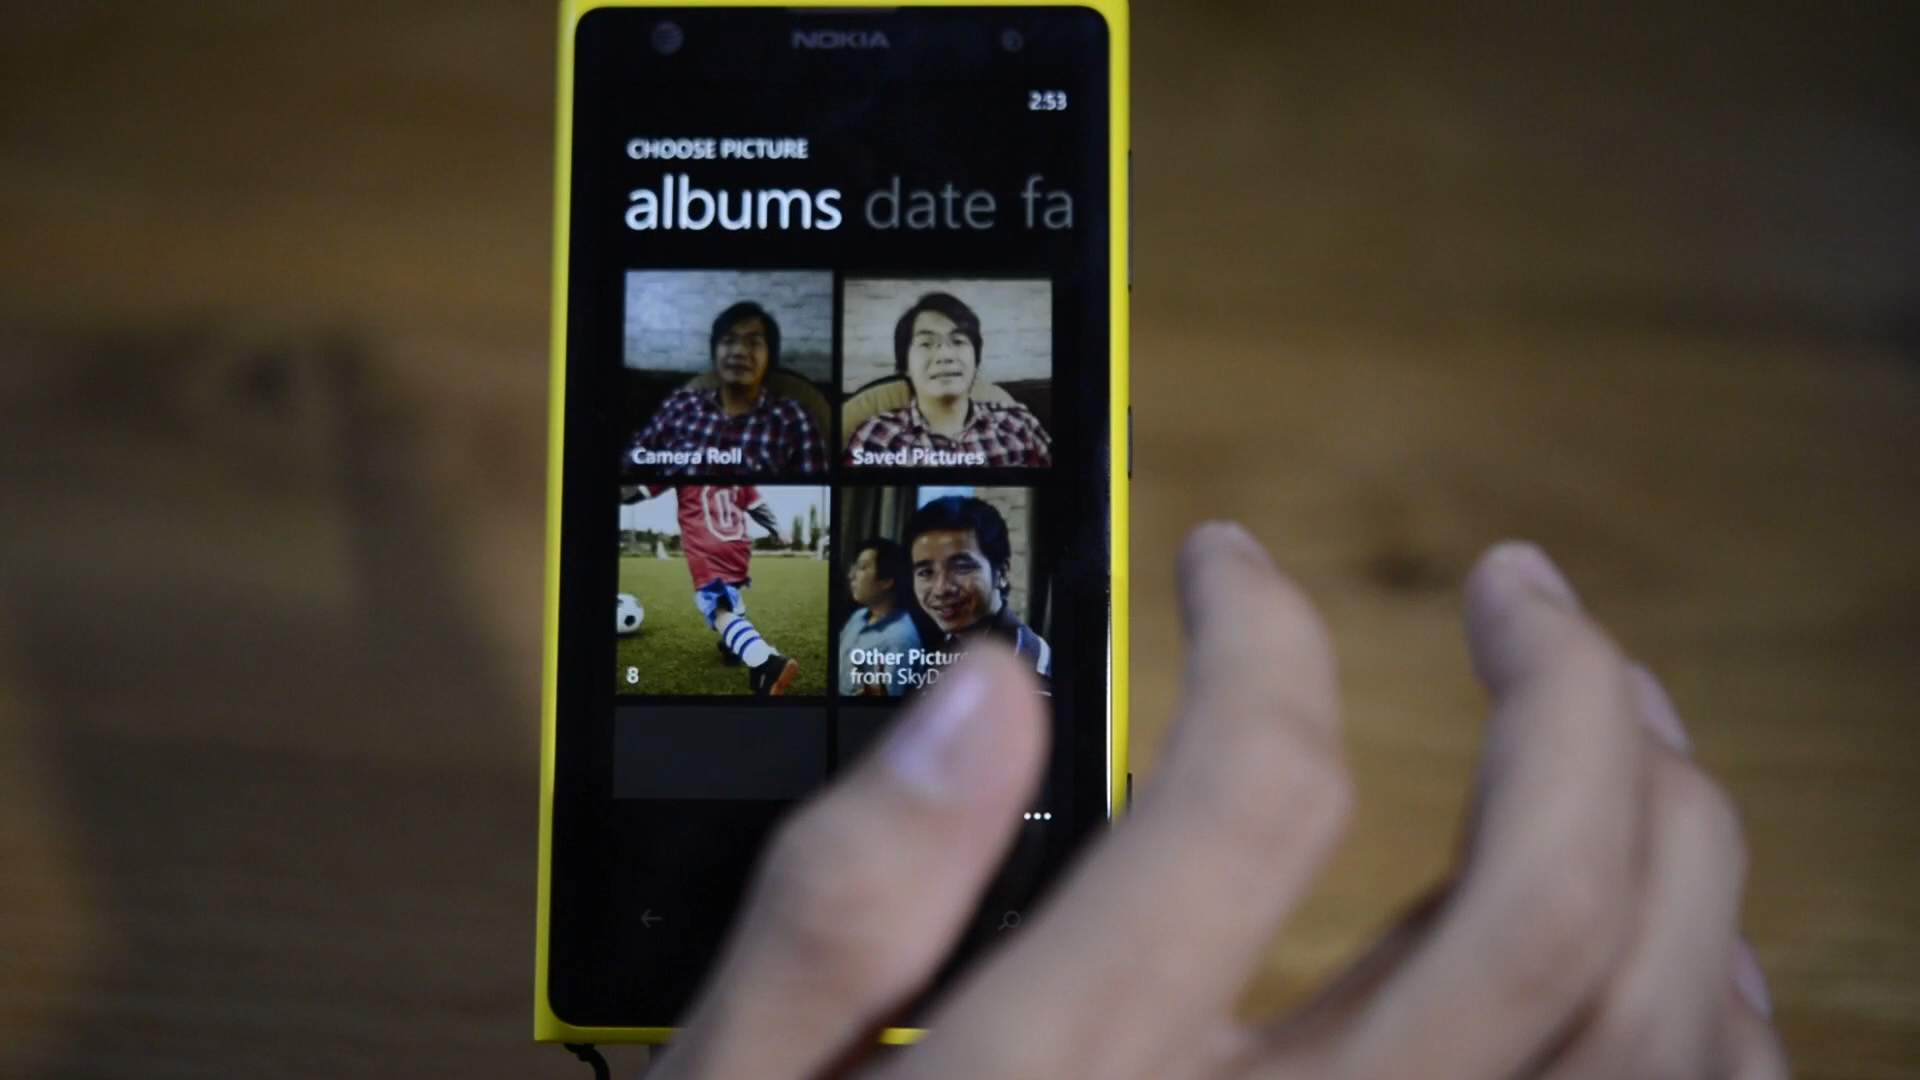 NOKIA
2:53
CHOOSE PICTURE
albums date fa
Camera Roll
Saved Pictures
8
Other Pictur
from SkyD
...